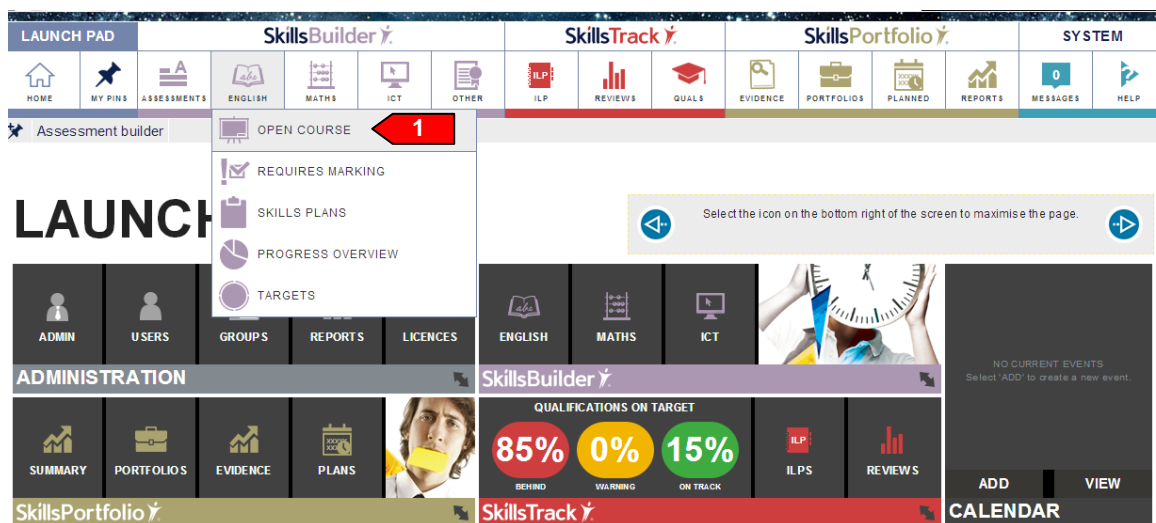 LAUNCH PAD SkillsBuilder SkillsTrack SkillsPortfolio SYSTEM
ILP 0
HOME MY PINS ASSESSMENTS ENGLISH MATHS ICT OTHER ILP REVIEWS QUALS EVIDENCE PORTFOLIOS PLANNED REPORTS MESSAGES HELP
Assessment builder
OPEN COURSE 1
REQUIRES MARKING
SKILLS PLANS
PROGRESS OVERVIEW
TARGETS
LAUNCH
Select the icon on the bottom right of the screen to maximise the page.
ADMIN USERS GROUPS REPORTS LICENCES
ADMINISTRATION
ENGLISH MATHS ICT
SkillsBuilder
NO CURRENT EVENTS
Select 'ADD' to create a new event.
SUMMARY PORTFOLIOS EVIDENCE PLANS
SkillsPortfolio
QUALIFICATIONS ON TARGET
85% 0% 15%
BEHIND WARNING ON TRACK
ILP
ILPS REVIEWS
SkillsTrack
ADD VIEW
CALENDAR